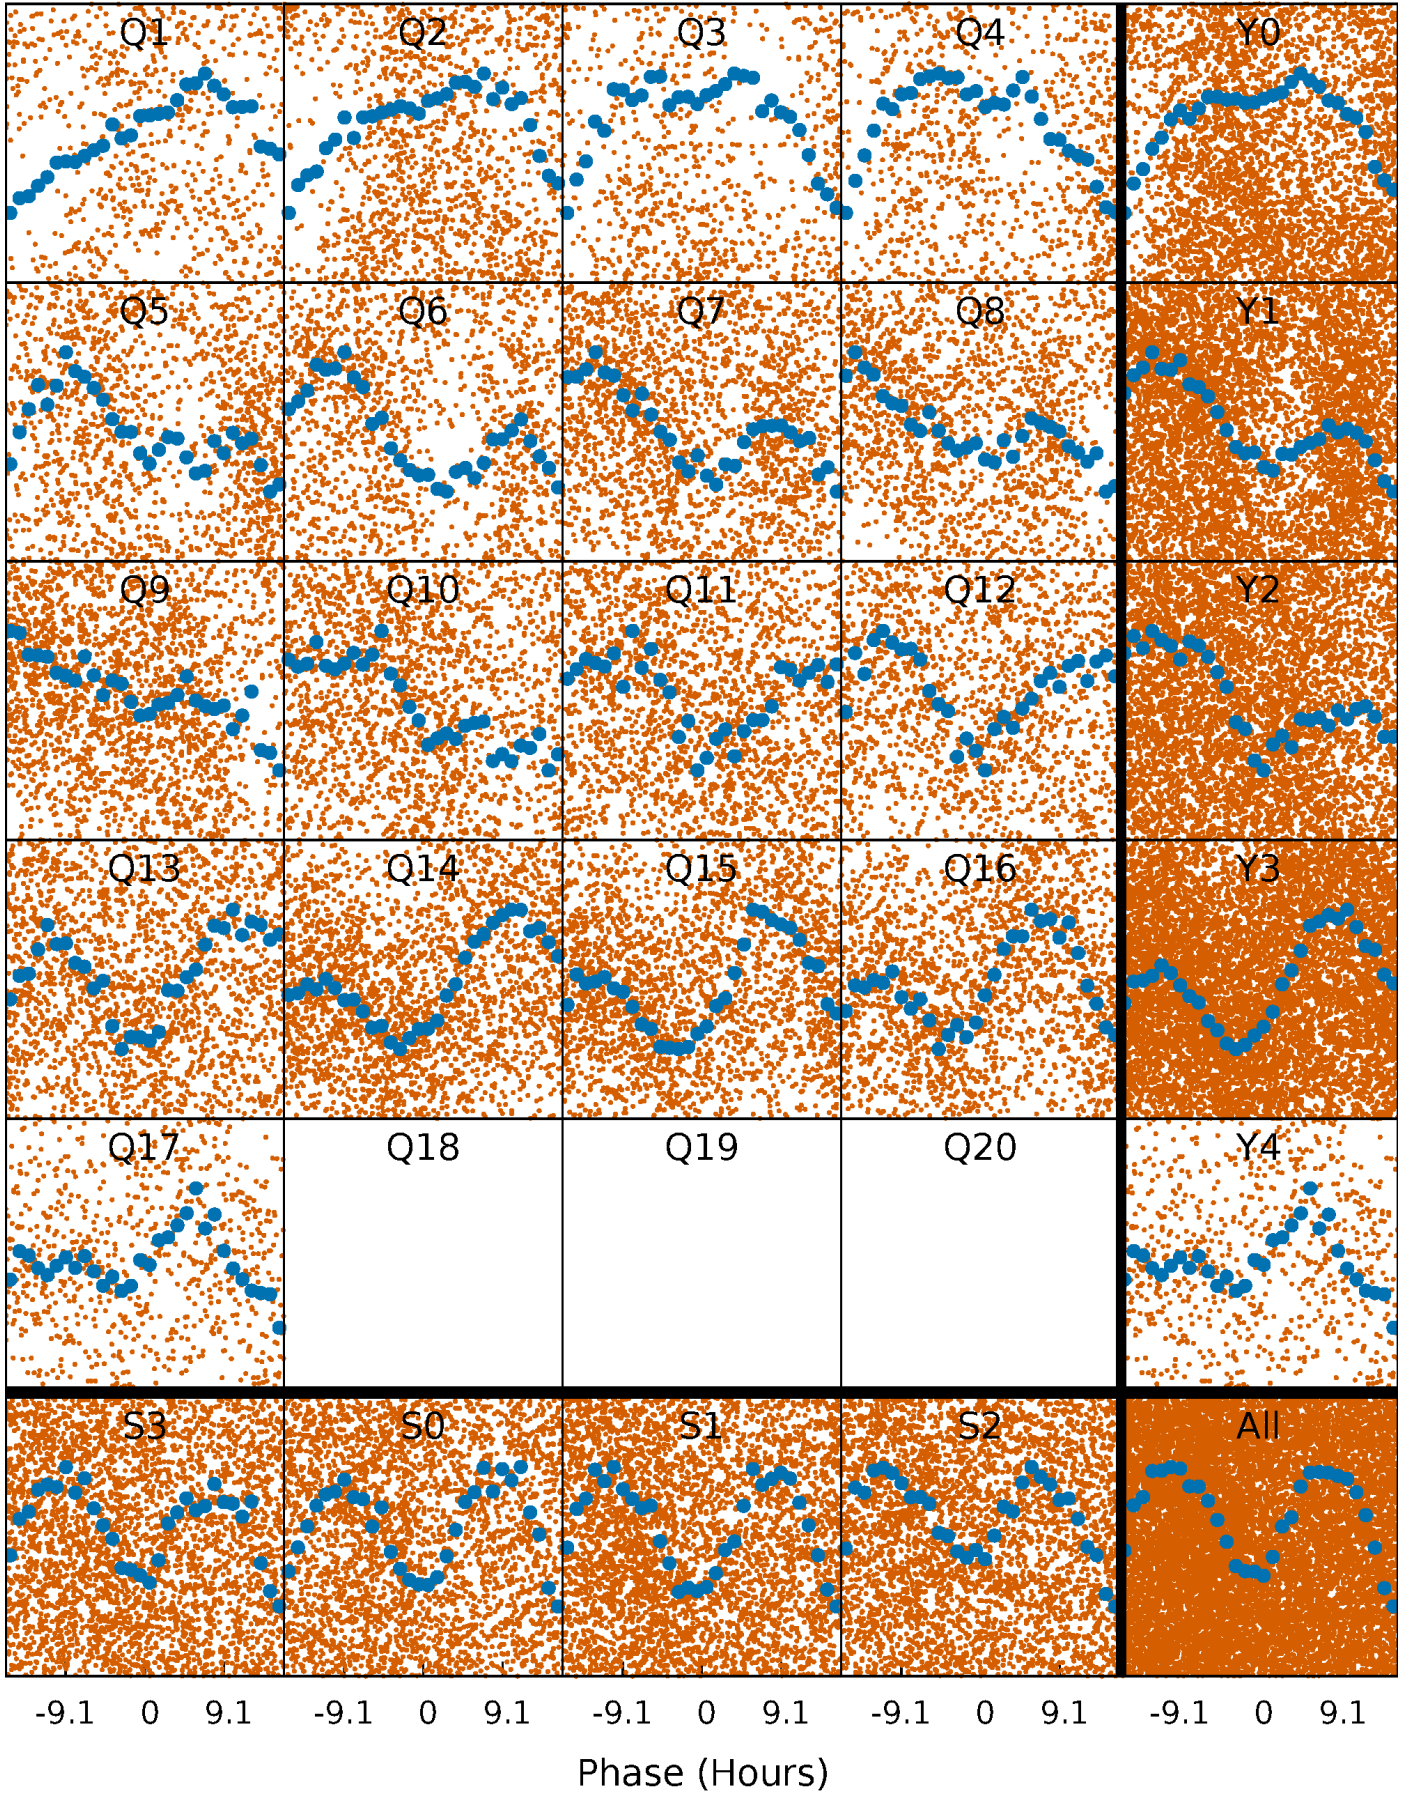 Q1 Q2 Q3 Q4 Y0
Q5 Q6 Q7 Q8 Y1
Q9 Q10 Q11 Q12 Y2
Q13 Q14 Q15 Q16 Y3
Q17 Q18 Q19 Q20 Y4
S3 S0 S1 S2 All
-9.1 0 9.1 -9.1 0 9.1 -9.1 0 9.1 -9.1 0 9.1 -9.1 0 9.1
Phase (Hours)